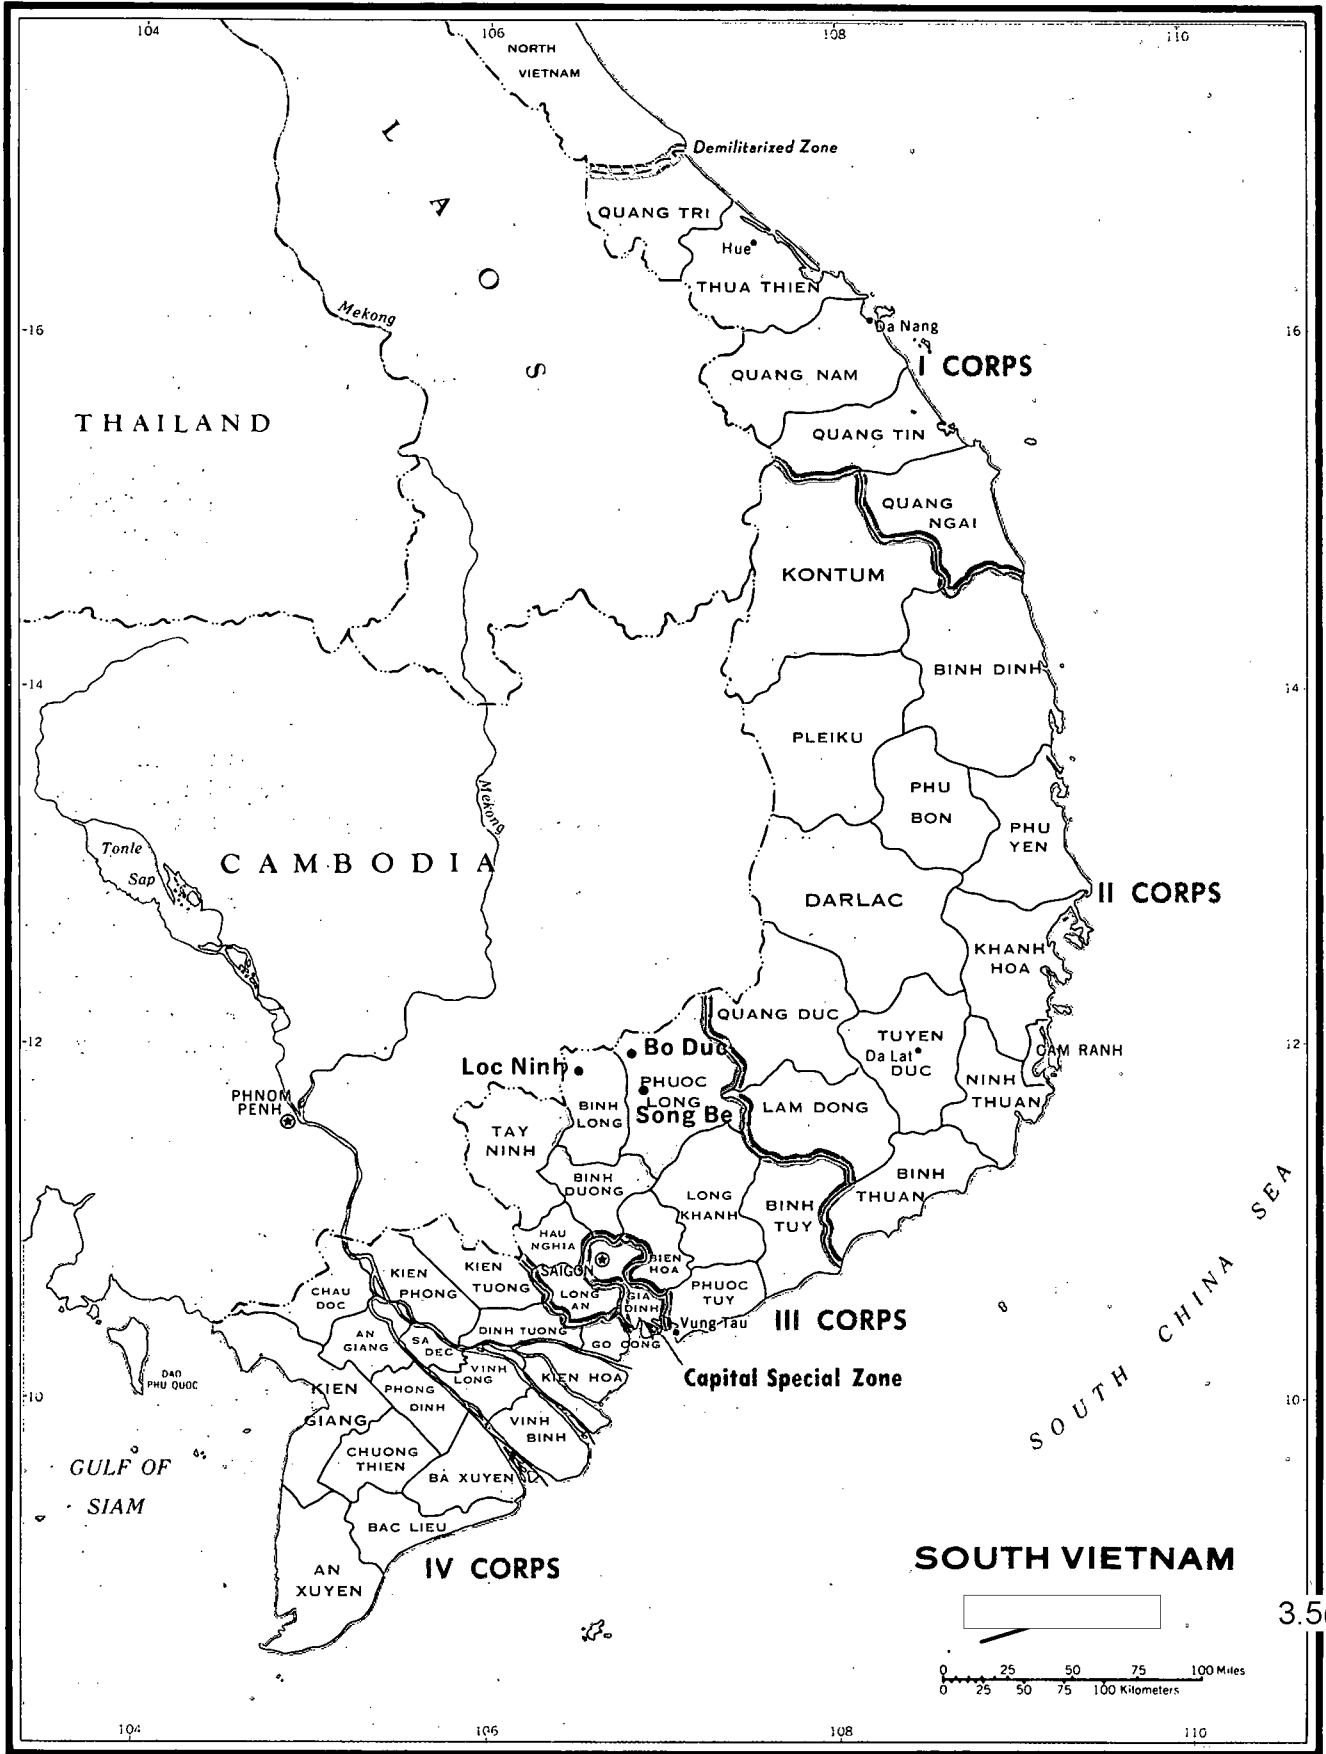 104
106
108
110
NORTH
VIETNAM
L
A
O
S
Demilitarized Zone
QUANG TRI
Hue
THUA THIEN
Mekong
16
16
Da Nang
I CORPS
QUANG NAM
THAILAND
QUANG TIN
QUANG
NGAI
KONTUM
BINH DINH
14
14
PLEIKU
PHU
BON
Mekong
PHU
YEN
Tonle
Sap
CAMBODIA
DARLAC
II CORPS
KHANH
HOA
QUANG DUC
12
12
TUYEN
DUC
Da Lat
CAM RANH
Bo Duc
Loc Ninh
PHUOC
LONG
Song Be
NINH
THUAN
PHNOM
PENH
BINH
LONG
LAM DONG
TAY
NINH
BINH
THUAN
BINH
DUONG
LONG
KHANH
BINH
TUY
HAU
NGHIA
BIEN
HOA
SAIGON
KIEN
TUONG
KIEN
PHONG
PHUOC
TUY
CHAU
DOC
LONG
AN
GIA
DINH
Vung Tau
III CORPS
DINH TUONG
AN
GIANG
SA
DEC
GO CONG
Capital Special Zone
VINH
LONG
KIEN HOA
DAO
PHU QUOC
KIEN
GIANG
PHONG
DINH
10
10
VINH
BINH
CHUONG
THIEN
BA XUYEN
GULF OF
SIAM
SOUTH CHINA SEA
BAC LIEU
AN
XUYEN
IV CORPS
SOUTH VIETNAM
3.5
0 25 50 75 100 Miles
0 25 50 75 100 Kilometers
104
106
108
110